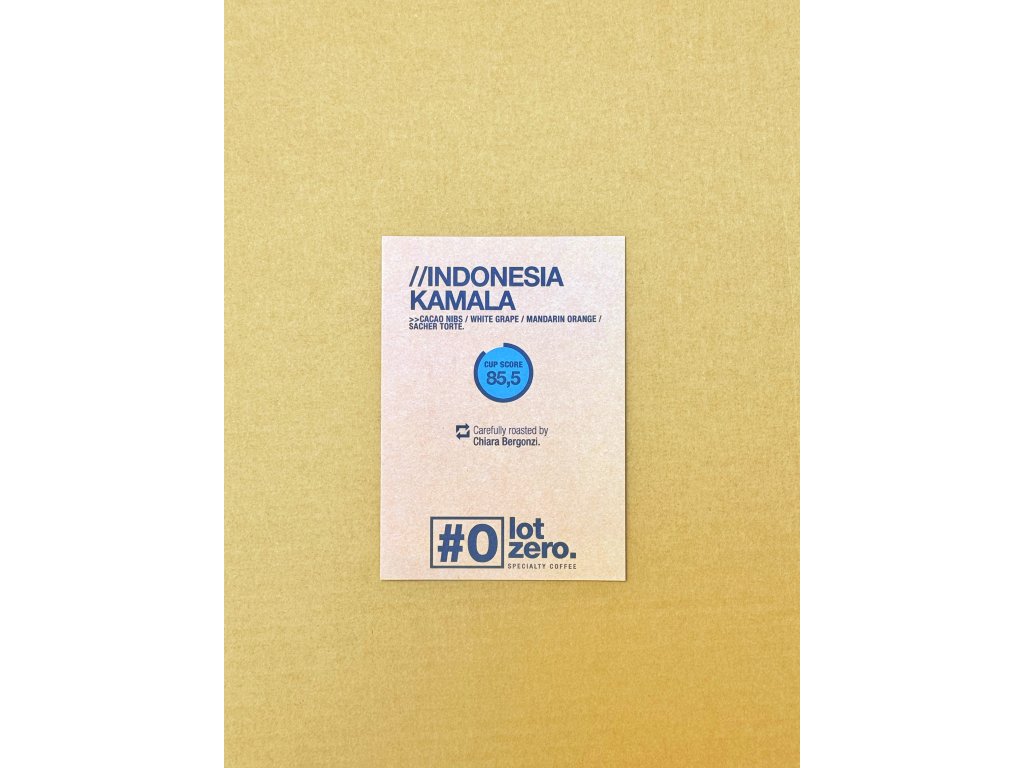 //INDONESIA
KAMALA
>>CACAO NIBS / WHITE GRAPE / MANDARIN ORANGE /
SACHER TORTE.
CUP SCORE
85,5
Carefully roasted by
Chiara Bergonzi.
#0 lot
zero.
SPECIALTY COFFEE